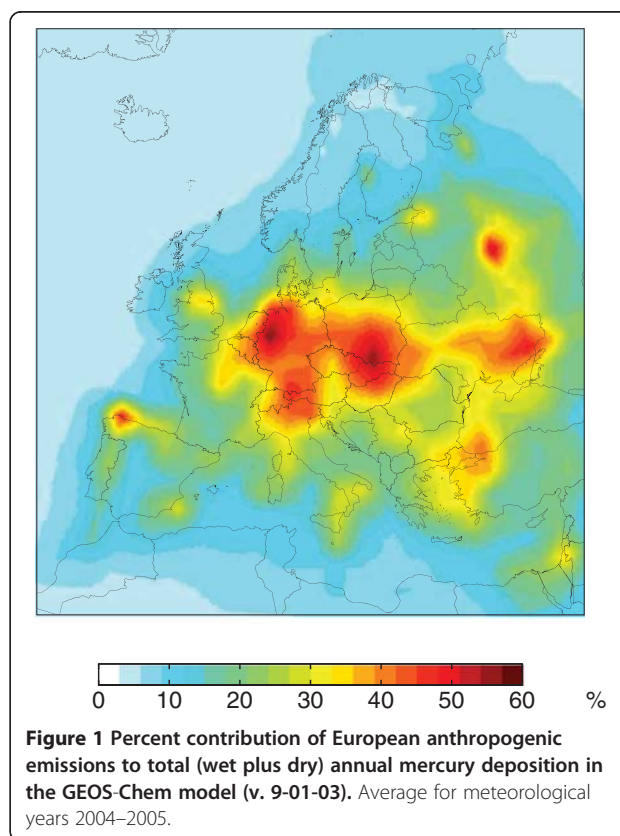 0 10 20 30 40 50 60 %
Figure 1 Percent contribution of European anthropogenic
emissions to total (wet plus dry) annual mercury deposition in
the GEOS-Chem model (v. 9-01-03). Average for meteorological
years 2004–2005.